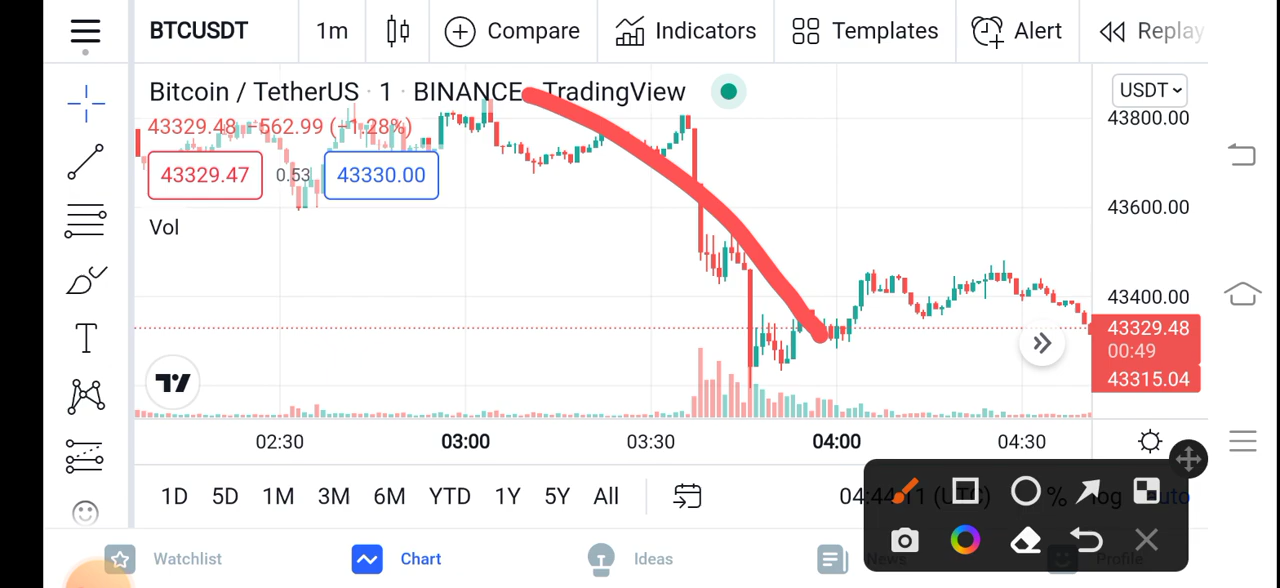 BTCUSDT 1m Compare Indicators Templates Alert Replay
Bitcoin / TetherUS · 1 · BINANCE TradingView
USDT
43800.00
43329.48 −562.99 (−1.28%)
43329.47 0.53 43330.00
43600.00
Vol
43400.00
43329.48
00:49
43315.04
02:30 03:00 03:30 04:00 04:30
1D 5D 1M 3M 6M YTD 1Y 5Y All
Watchlist Chart Ideas